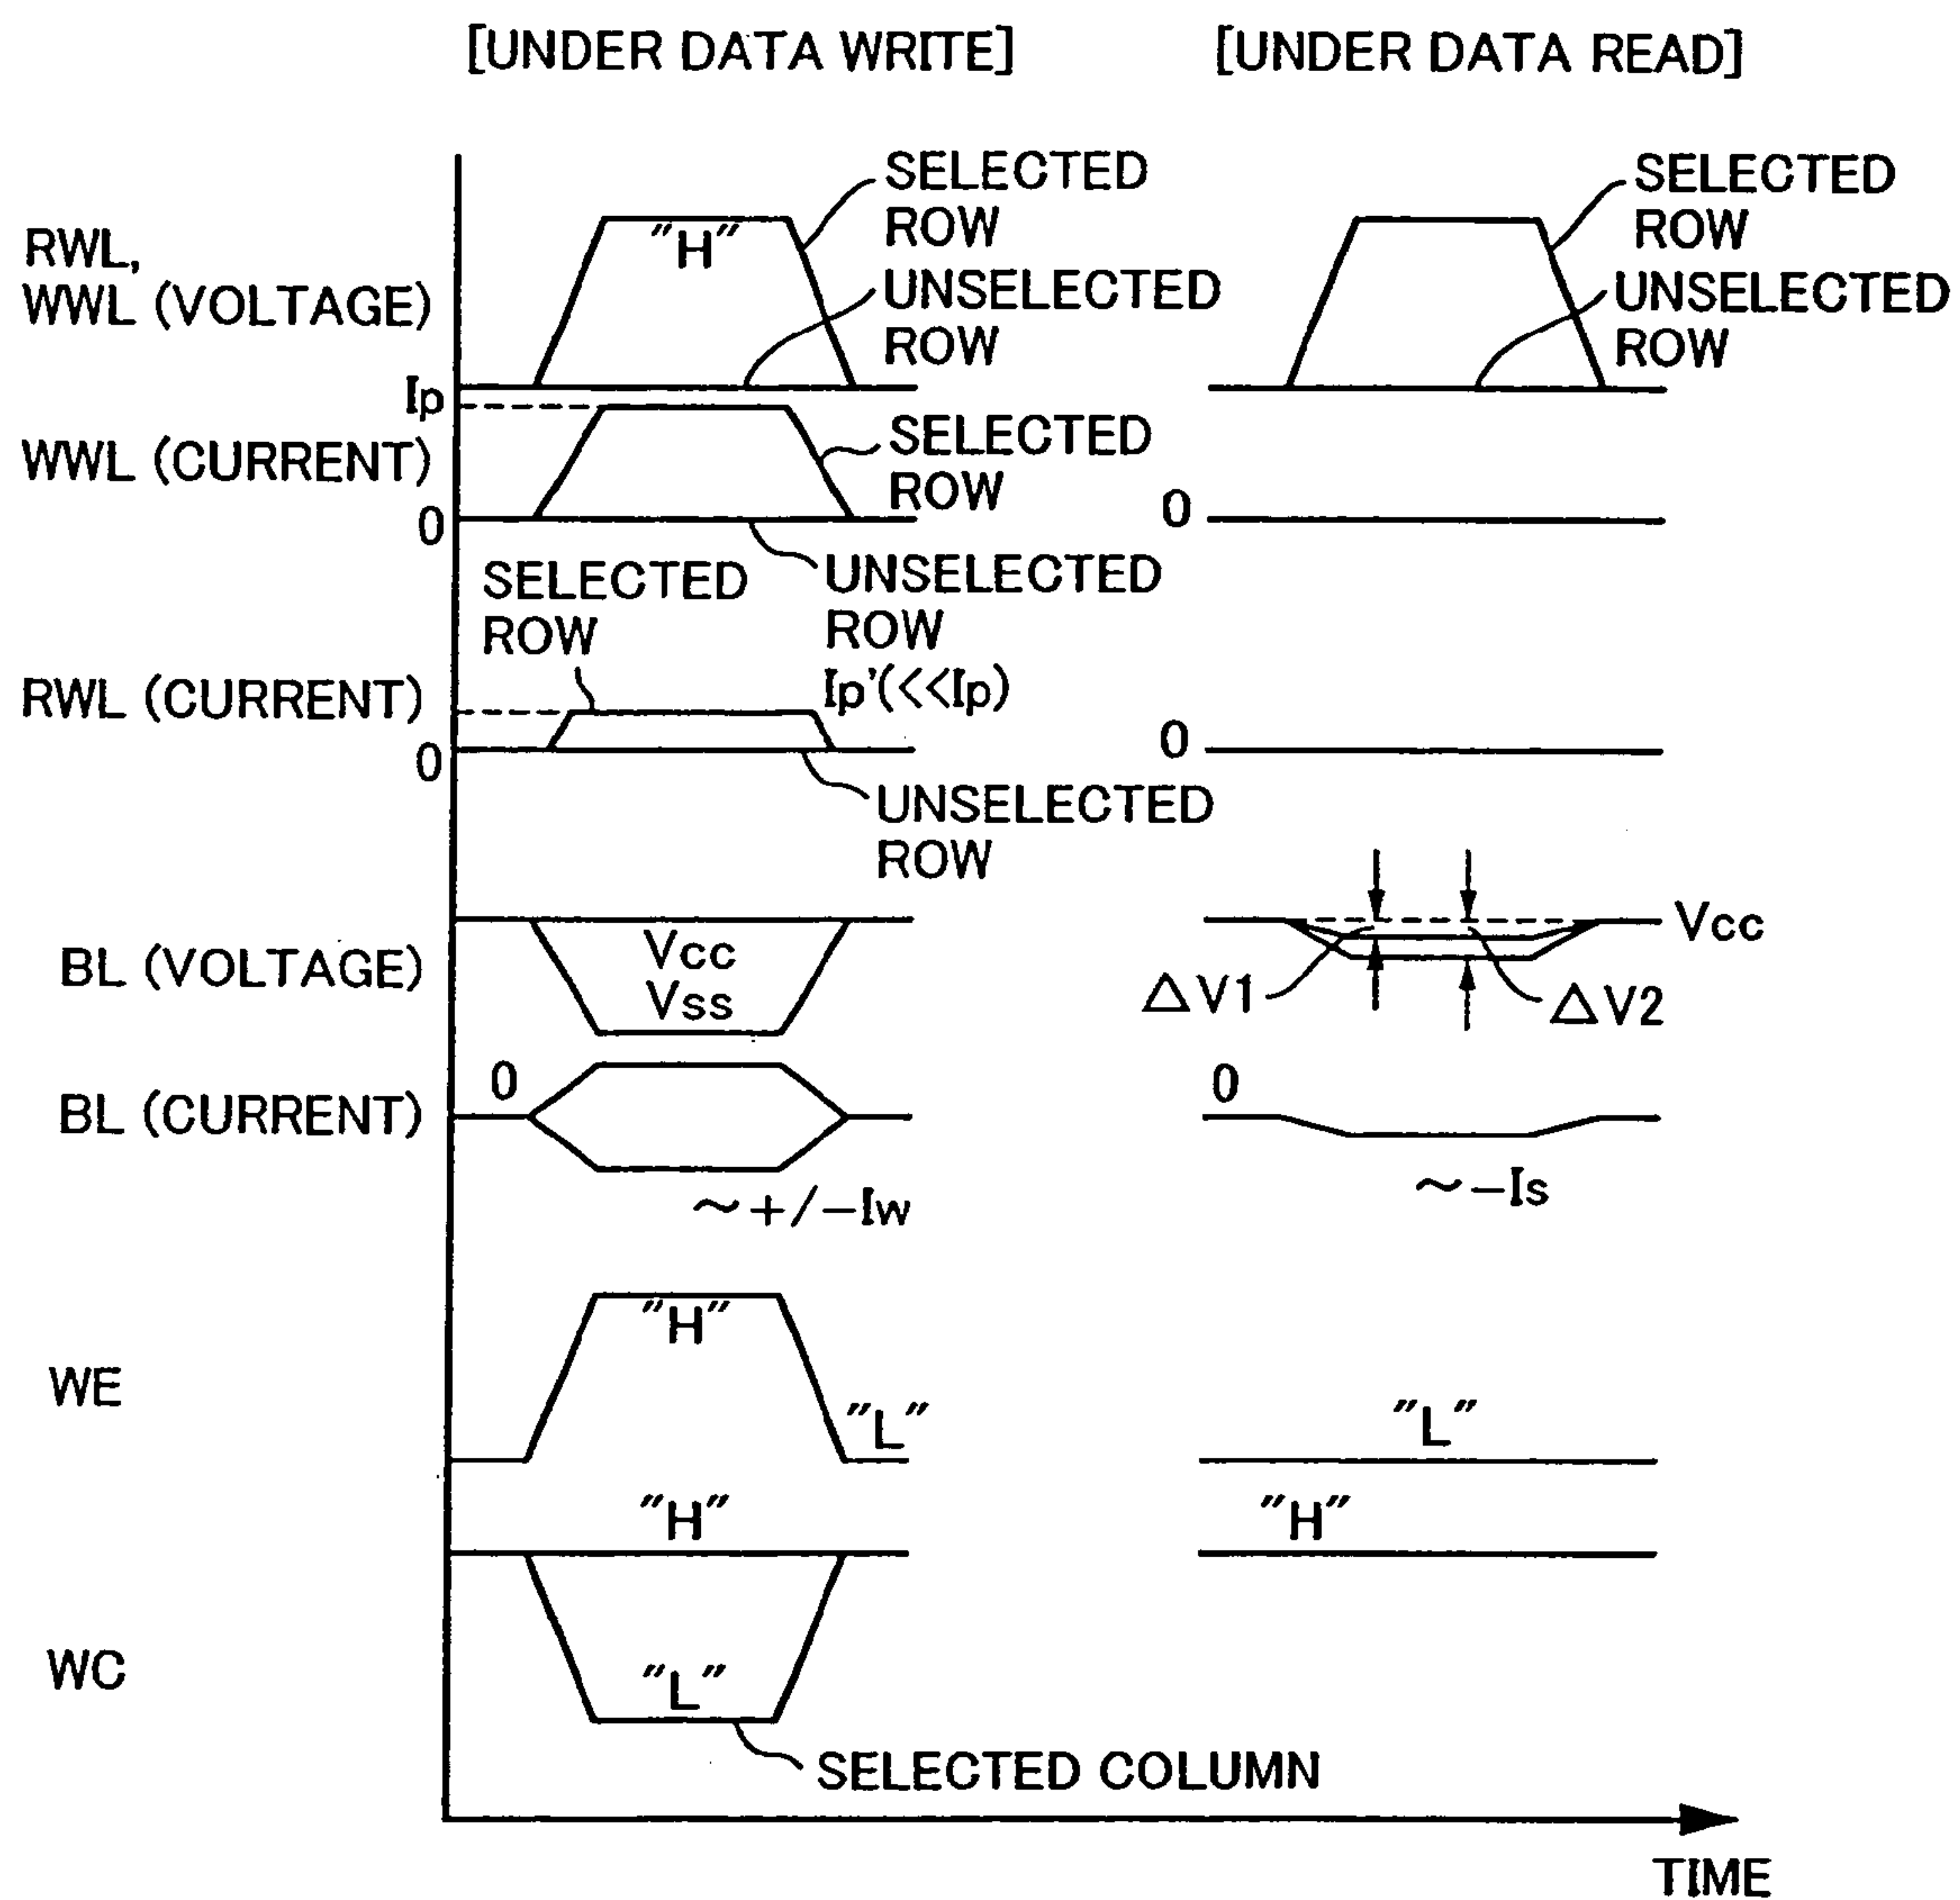 [UNDER DATA WRITE] [UNDER DATA READ]
SELECTED
ROW
SELECTED
ROW
RWL,
WWL (VOLTAGE)
"H"
UNSELECTED
ROW
UNSELECTED
ROW
Ip
WWL (CURRENT)
SELECTED
ROW
0
0
UNSELECTED
ROW
SELECTED
ROW
Ip'(<<Ip)
RWL (CURRENT)
0
0
UNSELECTED
ROW
BL (VOLTAGE)
Vcc
Vss
Vcc
△V1
△V2
BL (CURRENT)
0
0
~+/-Iw
~-Is
WE
"H"
"L"
"L"
WC
"H"
"H"
"L"
SELECTED COLUMN
TIME